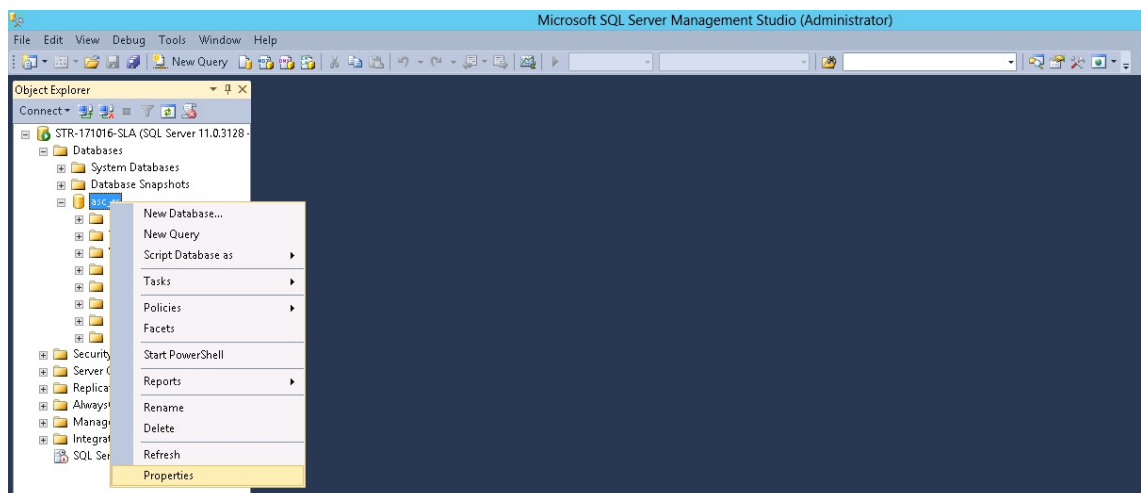 Microsoft SQL Server Management Studio (Administrator)
File Edit View Debug Tools Window Help
New Query
Object Explorer
Connect
STR-171016-SLA (SQL Server 11.0.3128 -
Databases
System Databases
Database Snapshots
asc_
New Database...
New Query
Script Database as
Tasks
Policies
Facets
Start PowerShell
Reports
Rename
Delete
Refresh
Properties
Security
Server
Replica
Always
Manag
Integrat
SQL Ser